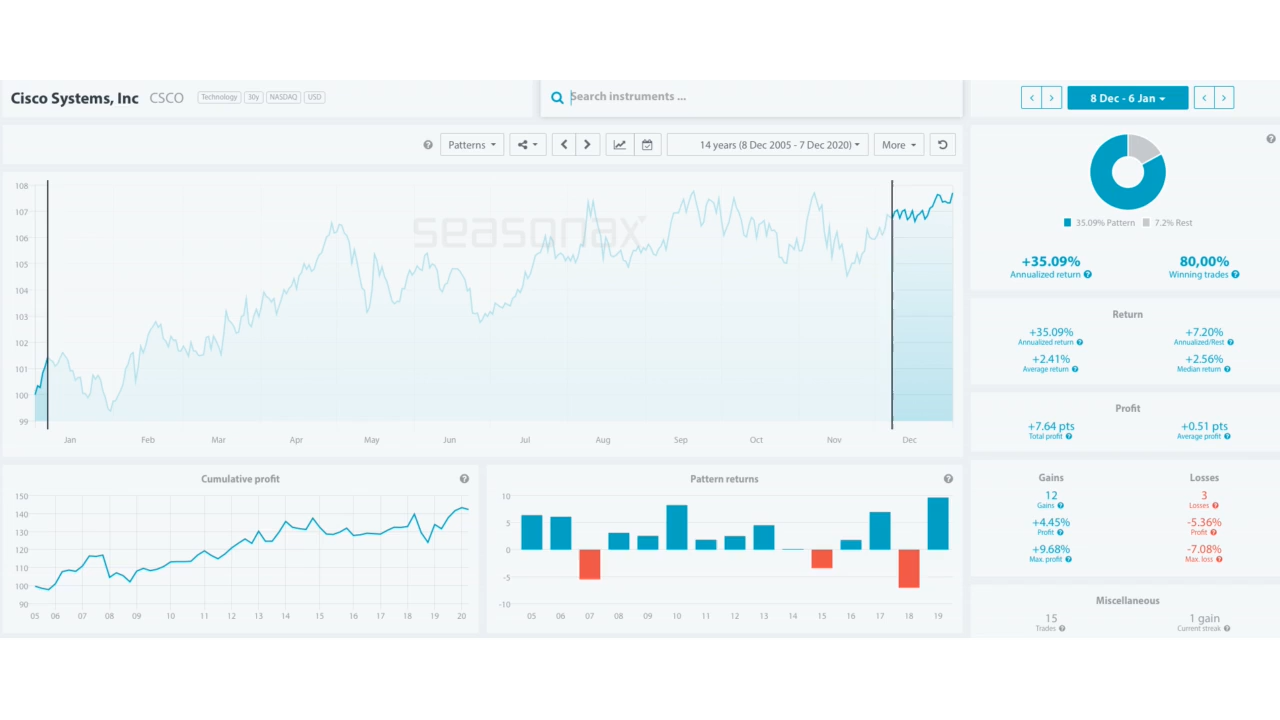 Cisco Systems, Inc CSCO Technology 30y NASDAQ USD
Search instruments ...
8 Dec - 6 Jan
Patterns
14 years (8 Dec 2005 - 7 Dec 2020)
More
seasonax
108
107
106
105
104
103
102
101
100
99
Jan Feb Mar Apr May Jun Jul Aug Sep Oct Nov Dec
35.09% Pattern 7.2% Rest
+35.09% 80,00%
Annualized return Winning trades
Return
+35.09% +7.20%
Annualized return Annualized/Rest
+2.41% +2.56%
Average return Median return
Profit
+7.64 pts +0.51 pts
Total profit Average profit
Gains Losses
12 3
Gains Losses
+4.45% -5.36%
Profit Profit
+9.68% -7.08%
Max. profit Max. loss
Miscellaneous
15 1 gain
Trades Current streak
Cumulative profit
150
140
130
120
110
100
90
05 06 07 08 09 10 11 12 13 14 15 16 17 18 19 20
Pattern returns
10
5
0
-5
-10
05 06 07 08 09 10 11 12 13 14 15 16 17 18 19